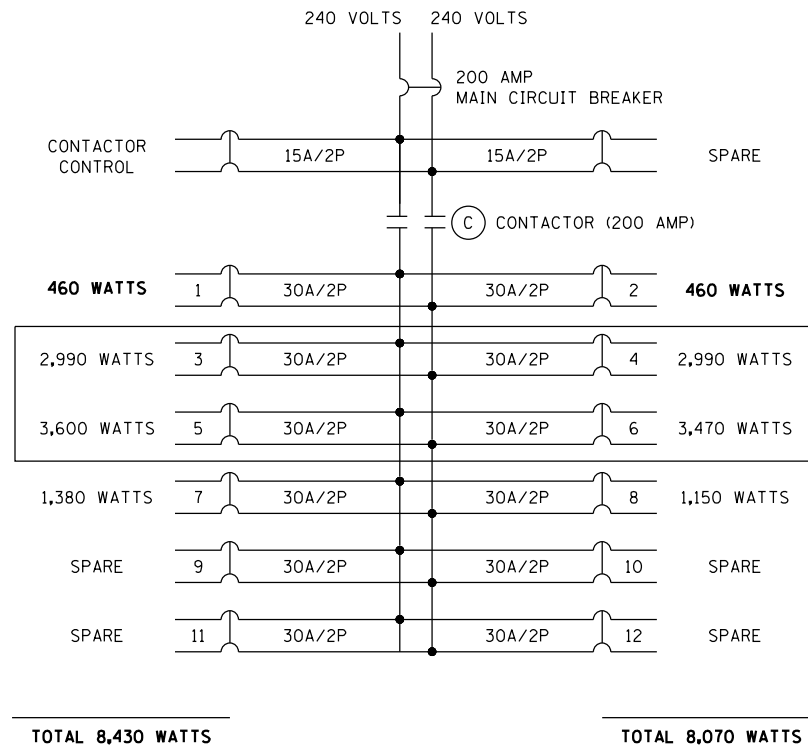 240 VOLTS 240 VOLTS
200 AMP
MAIN CIRCUIT BREAKER
CONTACTOR
CONTROL
15A/2P 15A/2P SPARE
C CONTACTOR (200 AMP)
460 WATTS 1 30A/2P 30A/2P 2 460 WATTS
2,990 WATTS 3 30A/2P 30A/2P 4 2,990 WATTS
3,600 WATTS 5 30A/2P 30A/2P 6 3,470 WATTS
1,380 WATTS 7 30A/2P 30A/2P 8 1,150 WATTS
SPARE 9 30A/2P 30A/2P 10 SPARE
SPARE 11 30A/2P 30A/2P 12 SPARE
TOTAL 8,430 WATTS TOTAL 8,070 WATTS